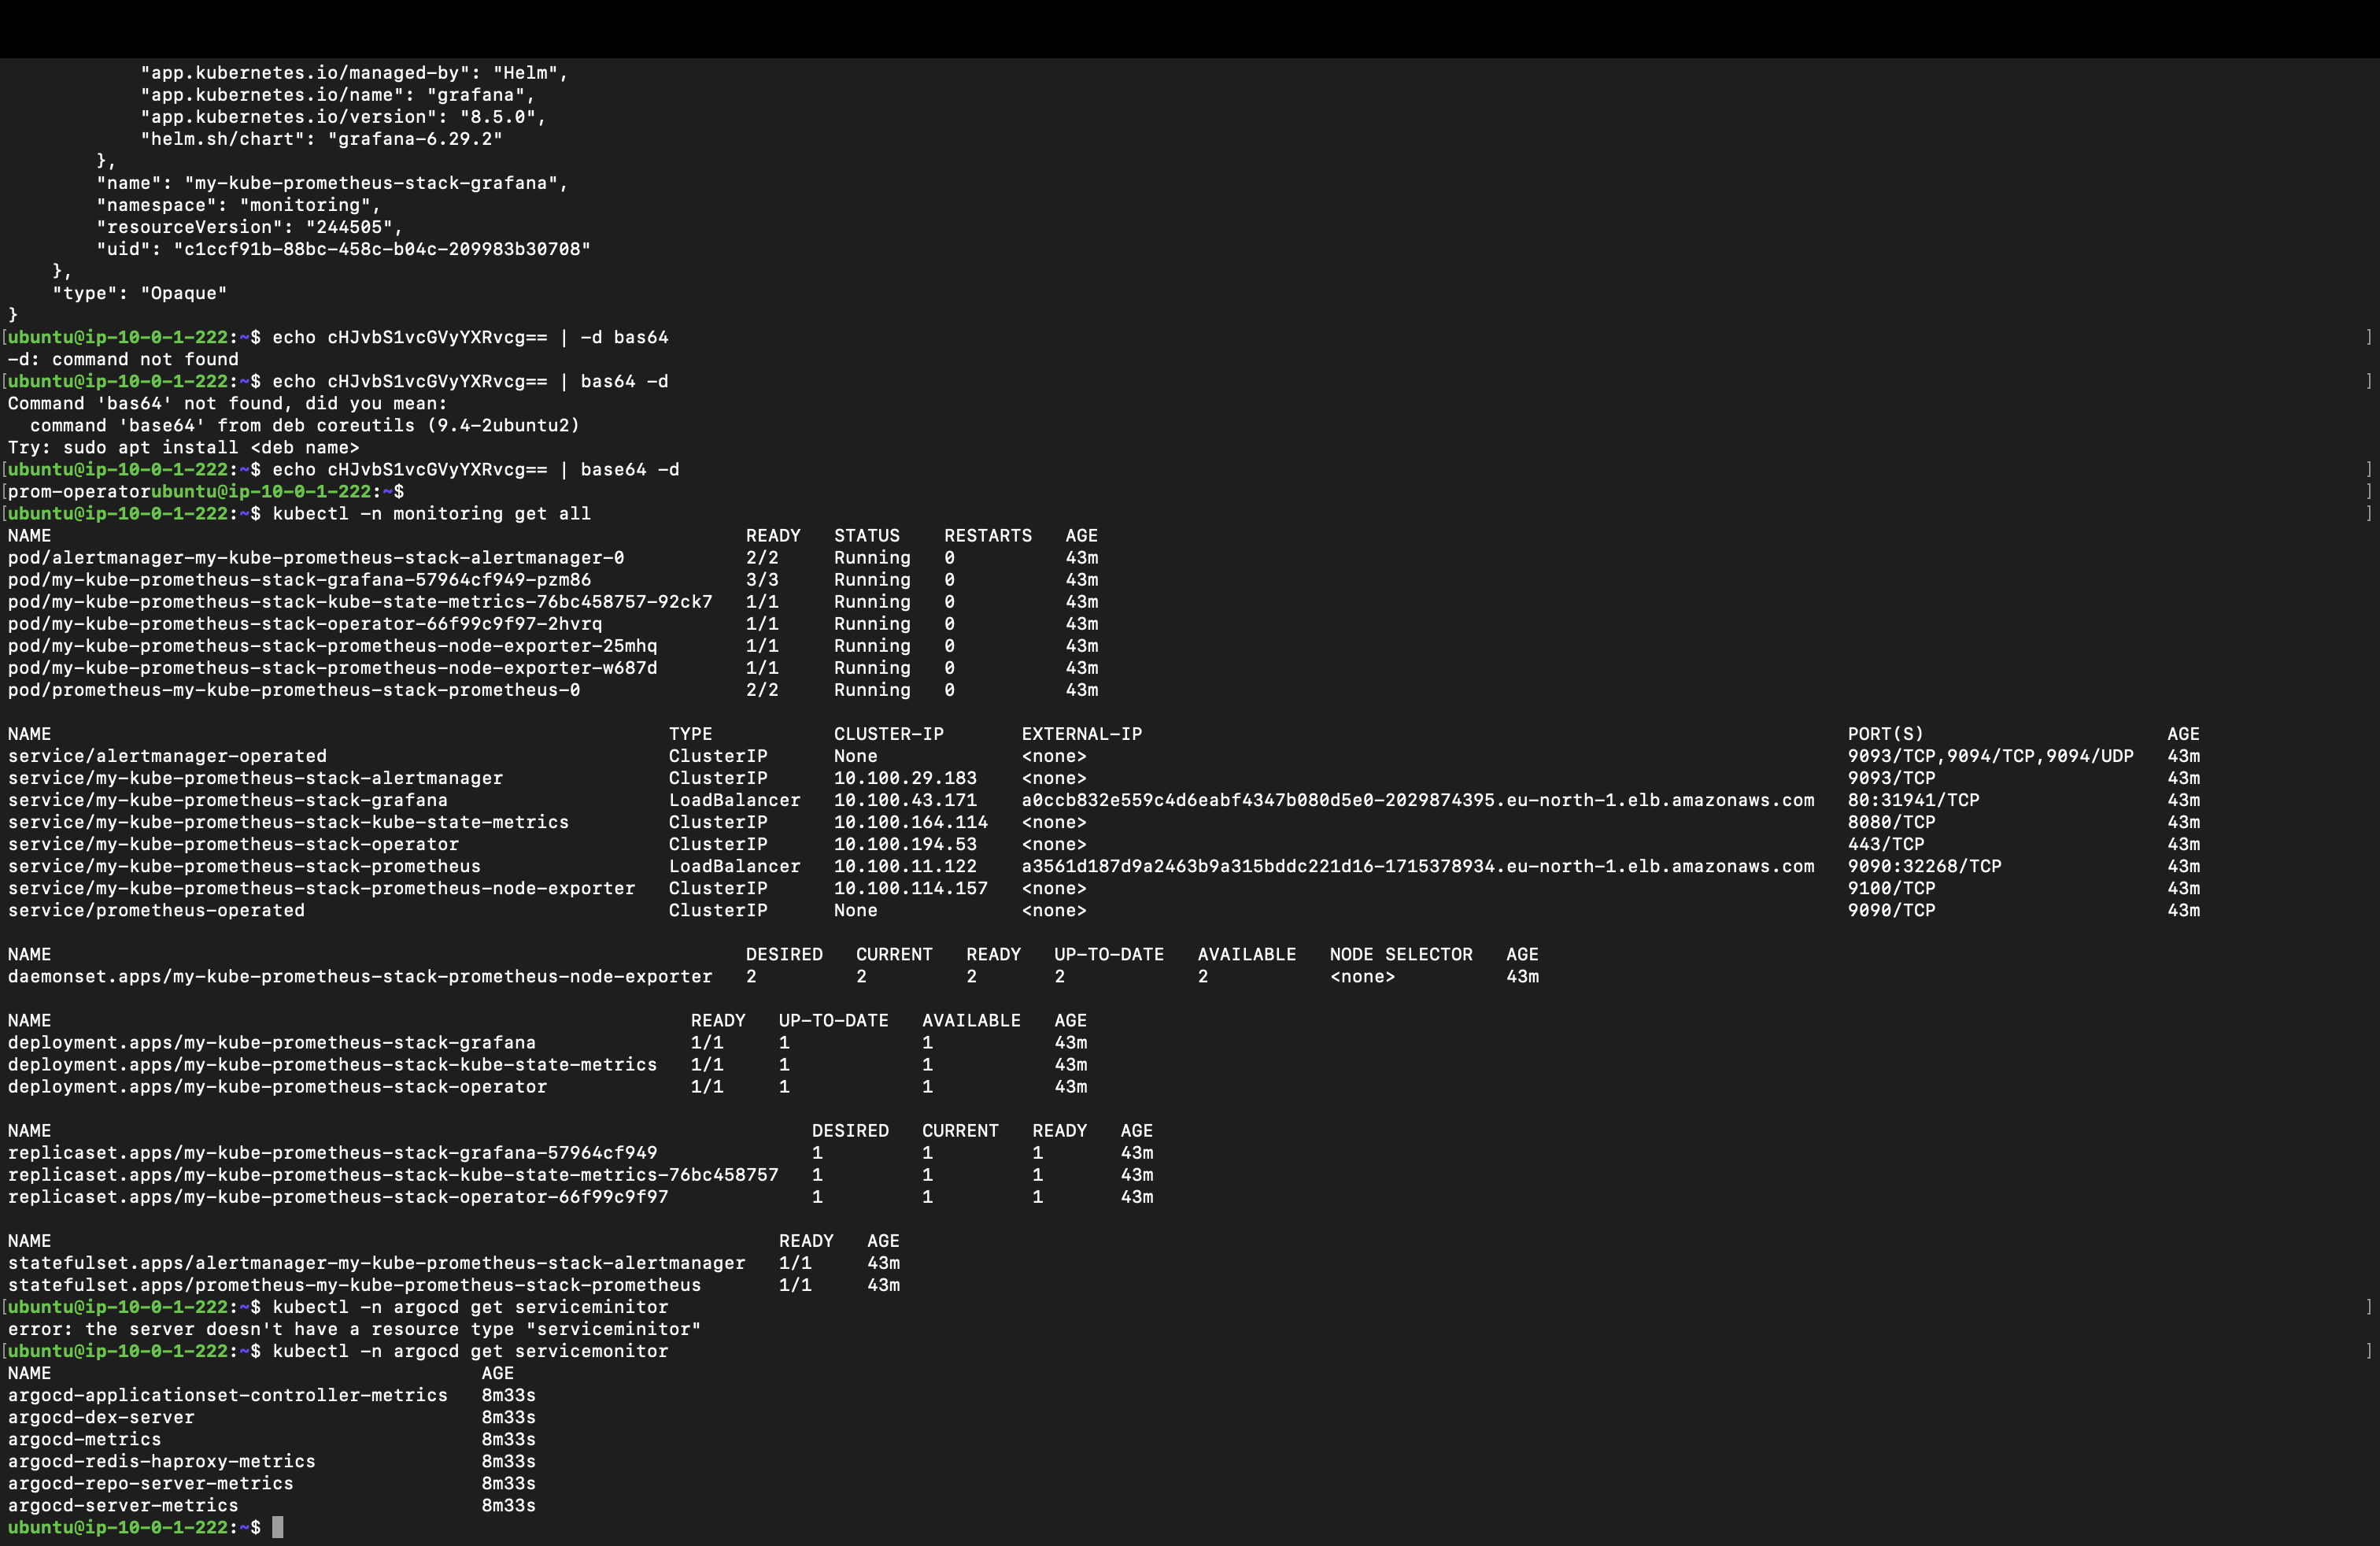 "app.kubernetes.io/managed-by": "Helm",
            "app.kubernetes.io/name": "grafana",
            "app.kubernetes.io/version": "8.5.0",
            "helm.sh/chart": "grafana-6.29.2"
        },
        "name": "my-kube-prometheus-stack-grafana",
        "namespace": "monitoring",
        "resourceVersion": "244505",
        "uid": "c1ccf91b-88bc-458c-b04c-209983b30708"
    },
    "type": "Opaque"
}
[ubuntu@ip-10-0-1-222:~$ echo cHJvbS1vcGVyYXRvcg== | -d bas64 ]
-d: command not found
[ubuntu@ip-10-0-1-222:~$ echo cHJvbS1vcGVyYXRvcg== | bas64 -d ]
Command 'bas64' not found, did you mean:
  command 'base64' from deb coreutils (9.4-2ubuntu2)
Try: sudo apt install <deb name>
[ubuntu@ip-10-0-1-222:~$ echo cHJvbS1vcGVyYXRvcg== | base64 -d ]
[prom-operatorubuntu@ip-10-0-1-222:~$ ]
[ubuntu@ip-10-0-1-222:~$ kubectl -n monitoring get all ]
NAME READY STATUS RESTARTS AGE
pod/alertmanager-my-kube-prometheus-stack-alertmanager-0 2/2 Running 0 43m
pod/my-kube-prometheus-stack-grafana-57964cf949-pzm86 3/3 Running 0 43m
pod/my-kube-prometheus-stack-kube-state-metrics-76bc458757-92ck7 1/1 Running 0 43m
pod/my-kube-prometheus-stack-operator-66f99c9f97-2hvrq 1/1 Running 0 43m
pod/my-kube-prometheus-stack-prometheus-node-exporter-25mhq 1/1 Running 0 43m
pod/my-kube-prometheus-stack-prometheus-node-exporter-w687d 1/1 Running 0 43m
pod/prometheus-my-kube-prometheus-stack-prometheus-0 2/2 Running 0 43m

NAME TYPE CLUSTER-IP EXTERNAL-IP PORT(S) AGE
service/alertmanager-operated ClusterIP None <none> 9093/TCP,9094/TCP,9094/UDP 43m
service/my-kube-prometheus-stack-alertmanager ClusterIP 10.100.29.183 <none> 9093/TCP 43m
service/my-kube-prometheus-stack-grafana LoadBalancer 10.100.43.171 a0ccb832e559c4d6eabf4347b080d5e0-2029874395.eu-north-1.elb.amazonaws.com 80:31941/TCP 43m
service/my-kube-prometheus-stack-kube-state-metrics ClusterIP 10.100.164.114 <none> 8080/TCP 43m
service/my-kube-prometheus-stack-operator ClusterIP 10.100.194.53 <none> 443/TCP 43m
service/my-kube-prometheus-stack-prometheus LoadBalancer 10.100.11.122 a3561d187d9a2463b9a315bddc221d16-1715378934.eu-north-1.elb.amazonaws.com 9090:32268/TCP 43m
service/my-kube-prometheus-stack-prometheus-node-exporter ClusterIP 10.100.114.157 <none> 9100/TCP 43m
service/prometheus-operated ClusterIP None <none> 9090/TCP 43m

NAME DESIRED CURRENT READY UP-TO-DATE AVAILABLE NODE SELECTOR AGE
daemonset.apps/my-kube-prometheus-stack-prometheus-node-exporter 2 2 2 2 2 <none> 43m

NAME READY UP-TO-DATE AVAILABLE AGE
deployment.apps/my-kube-prometheus-stack-grafana 1/1 1 1 43m
deployment.apps/my-kube-prometheus-stack-kube-state-metrics 1/1 1 1 43m
deployment.apps/my-kube-prometheus-stack-operator 1/1 1 1 43m

NAME DESIRED CURRENT READY AGE
replicaset.apps/my-kube-prometheus-stack-grafana-57964cf949 1 1 1 43m
replicaset.apps/my-kube-prometheus-stack-kube-state-metrics-76bc458757 1 1 1 43m
replicaset.apps/my-kube-prometheus-stack-operator-66f99c9f97 1 1 1 43m

NAME READY AGE
statefulset.apps/alertmanager-my-kube-prometheus-stack-alertmanager 1/1 43m
statefulset.apps/prometheus-my-kube-prometheus-stack-prometheus 1/1 43m
[ubuntu@ip-10-0-1-222:~$ kubectl -n argocd get serviceminitor ]
error: the server doesn't have a resource type "serviceminitor"
[ubuntu@ip-10-0-1-222:~$ kubectl -n argocd get servicemonitor ]
NAME AGE
argocd-applicationset-controller-metrics 8m33s
argocd-dex-server 8m33s
argocd-metrics 8m33s
argocd-redis-haproxy-metrics 8m33s
argocd-repo-server-metrics 8m33s
argocd-server-metrics 8m33s
ubuntu@ip-10-0-1-222:~$